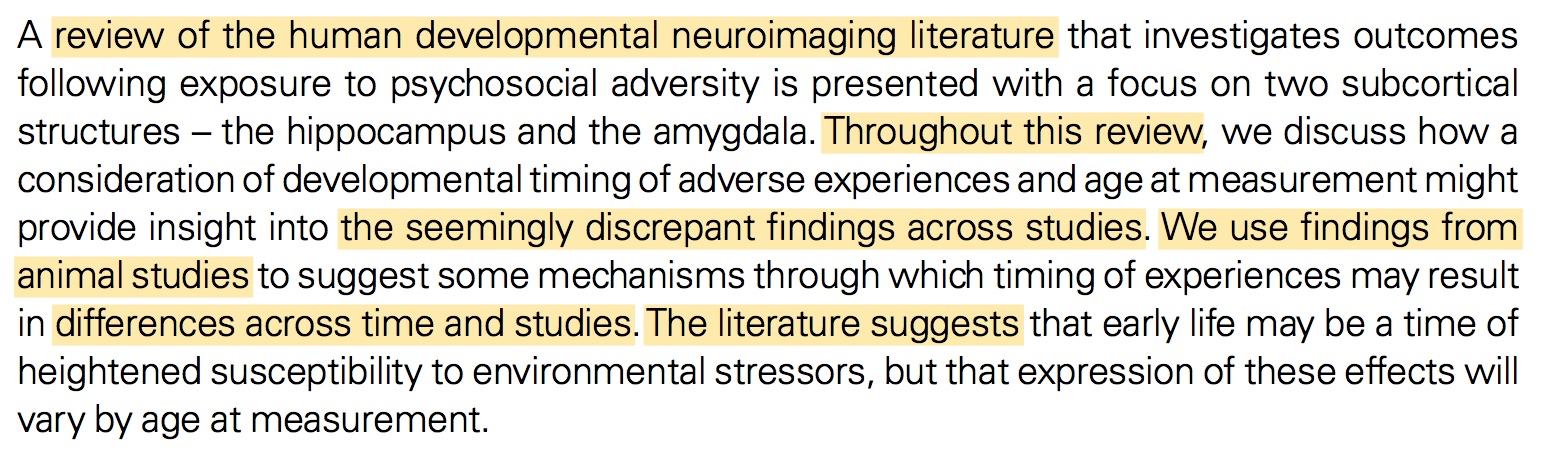 A review of the human developmental neuroimaging literature that investigates outcomes
following exposure to psychosocial adversity is presented with a focus on two subcortical
structures – the hippocampus and the amygdala. Throughout this review, we discuss how a
consideration of developmental timing of adverse experiences and age at measurement might
provide insight into the seemingly discrepant findings across studies. We use findings from
animal studies to suggest some mechanisms through which timing of experiences may result
in differences across time and studies. The literature suggests that early life may be a time of
heightened susceptibility to environmental stressors, but that expression of these effects will
vary by age at measurement.